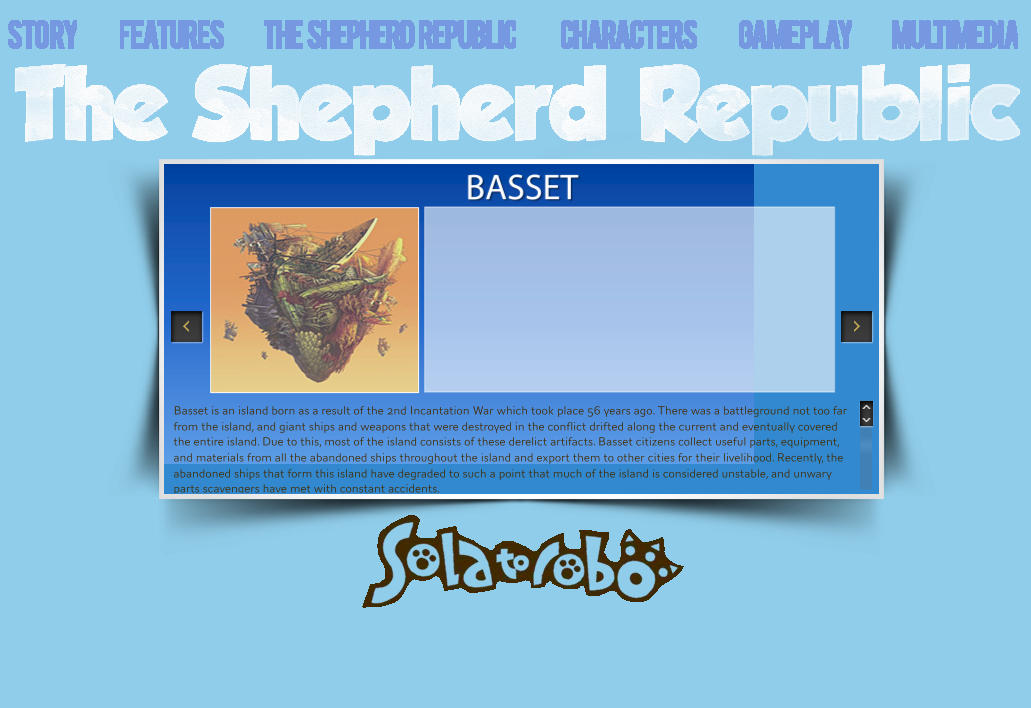 STORY FEATURES THE SHEPHERD REPUBLIC CHARACTERS GAMEPLAY MULTIMEDIA
The Shepherd Republic
BASSET
Basset is an island born as a result of the 2nd Incantation War which took place 56 years ago. There was a battleground not too far
from the island, and giant ships and weapons that were destroyed in the conflict drifted along the current and eventually covered
the entire island. Due to this, most of the island consists of these derelict artifacts. Basset citizens collect useful parts, equipment,
and materials from all the abandoned ships throughout the island and export them to other cities for their livelihood. Recently, the
abandoned ships that form this island have degraded to such a point that much of the island is considered unstable, and unwary
parts scavengers have met with constant accidents.
Solatorobo